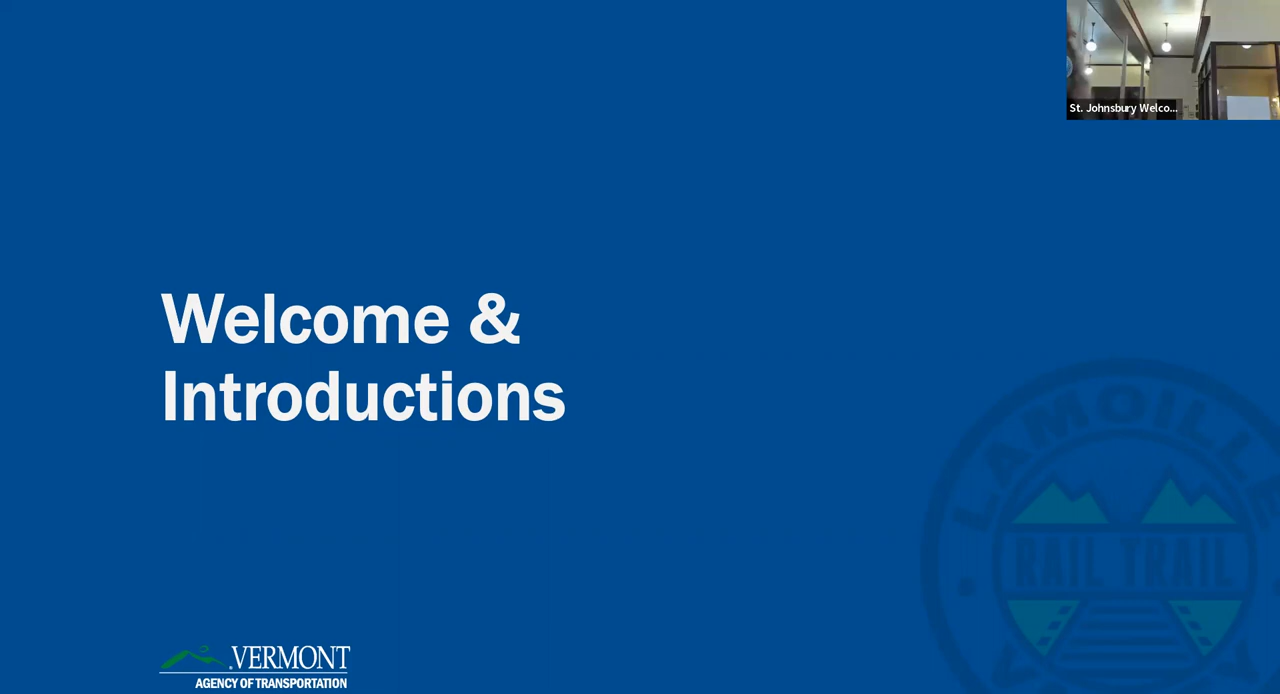 St. Johnsbury Welco...
Welcome &
Introductions
LAMOILLE
RAIL TRAIL
.VERMONT
AGENCY OF TRANSPORTATION